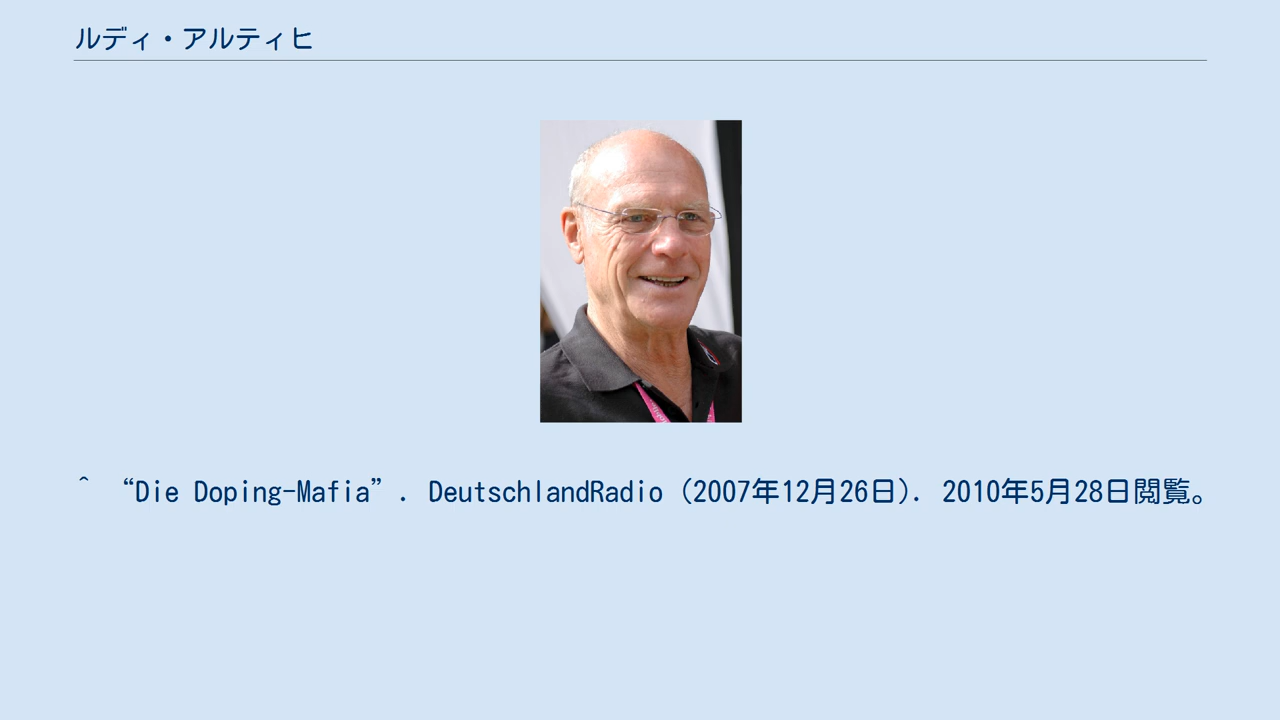 ルディ・アルティヒ
^ “Die Doping-Mafia”. DeutschlandRadio (2007年12月26日). 2010年5月28日閲覧。